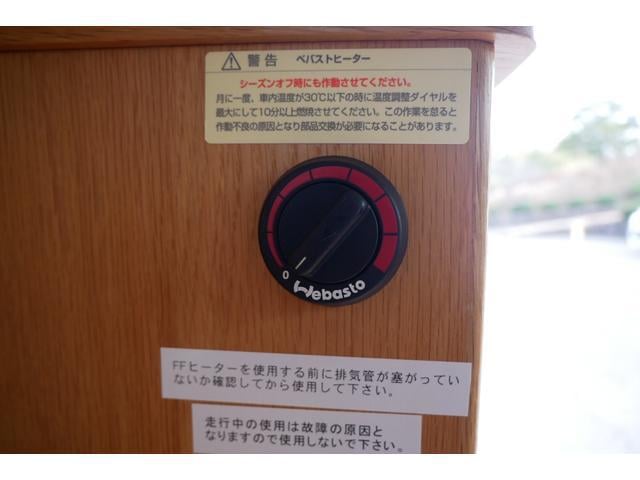 警告 ベバストヒーター
シーズンオフ時にも作動させてください。
月に一度、車内温度が30℃以下の時に温度調整ダイヤルを
最大にして10分以上燃焼させてください。この作業を怠ると
作動不良の原因となり部品交換が必要になることがあります。
0
Webasto
FFヒーターを使用する前に排気管が塞がってい
ないか確認してから使用して下さい。
走行中の使用は故障の原因と
なりますので使用しないで下さい。